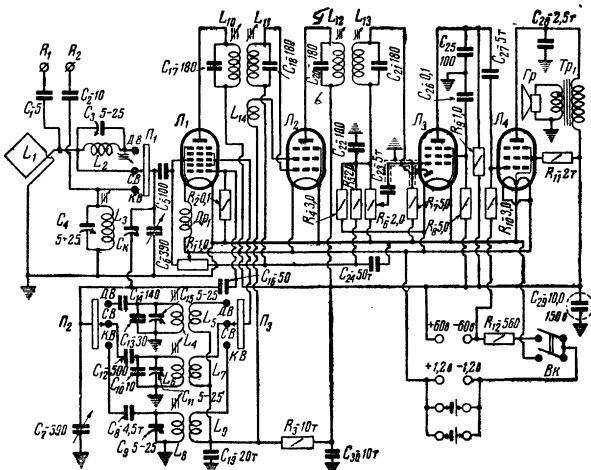 L10 L11 L12 L13
C17-180
C18-180
C20-180
C21-180
C28-2,5т
C25 100
C27 5т
C26 0,1
Гр
Тр1
R1 R2
C1-5
C2-10
C3 5-25
ДВ П1
L1
L2
СВ
КВ
C4 5÷25
L3
Cк
C5 100
C6 390
Л1
Л2
Л3
Л4
L14
R2 0,1
Др1
R1 1,0
R4 3,0
C22 100
R5 2,0
C23 5т
R6 2,0
R7 5,0
R8 5,0
R9 1,0
R10 3,0
R11-2т
C16-50
C24 50т
C29 10,0
150в
П2
ДВ
СВ
КВ
C14-140
C13-30
C15 5-25
L5
L4
C12-500
C10-10
L6
L7
C11 5-25
ДВ
СВ
КВ
П3
C7-390
C8-4,5т
C9 5-25
L8
L9
R3-10т
C19-20т
C30 10т
+60в -60в
R12-560
Вк
+1,2в -1,2в